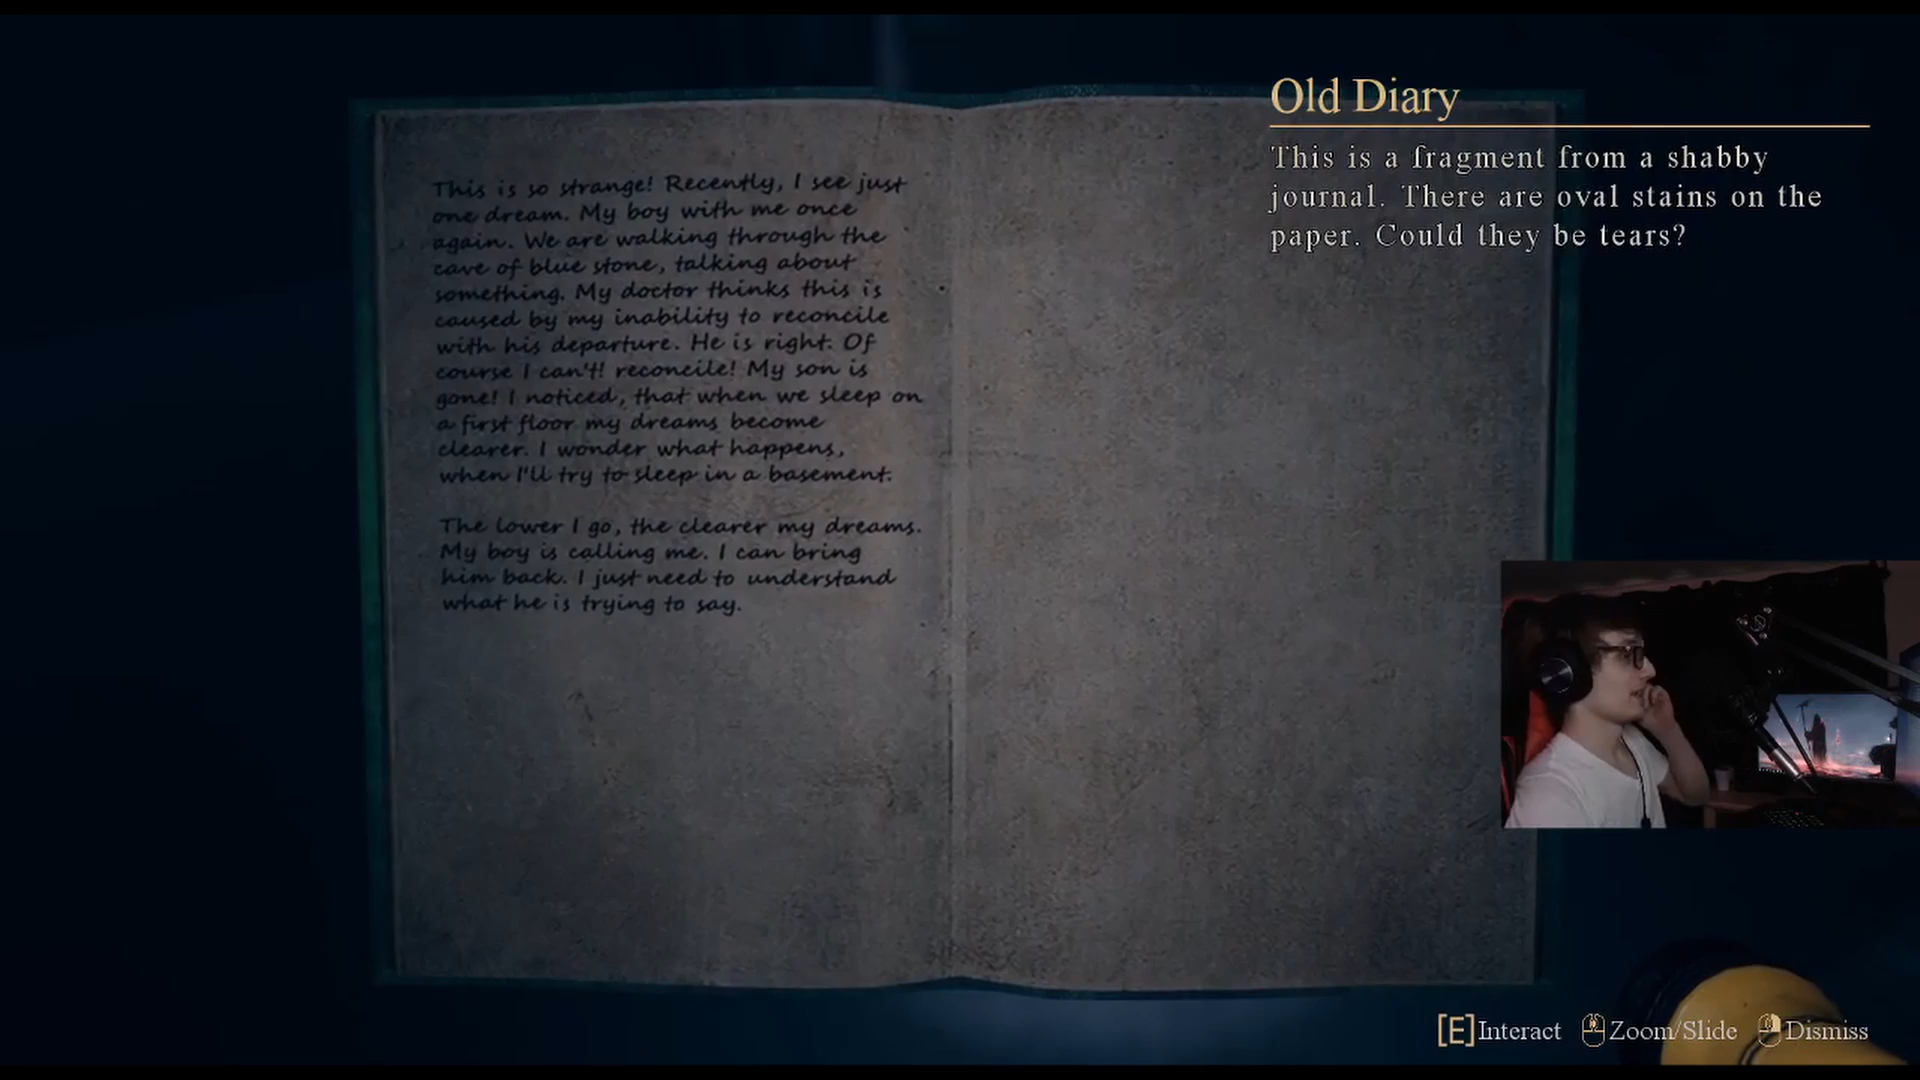 Old Diary
This is a fragment from a shabby
journal. There are oval stains on the
paper. Could they be tears?
This is so strange! Recently, I see just
one dream. My boy with me once
again. We are walking through the
cave of blue stone, talking about
something. My doctor thinks this is
caused by my inability to reconcile
with his departure. He is right. Of
course I can't! reconcile! My son is
gone! I noticed, that when we sleep on
a first floor my dreams become
clearer. I wonder what happens,
when I'll try to sleep in a basement.
The lower I go, the clearer my dreams.
My boy is calling me. I can bring
him back. I just need to understand
what he is trying to say.
[E]Interact Zoom/Slide Dismiss